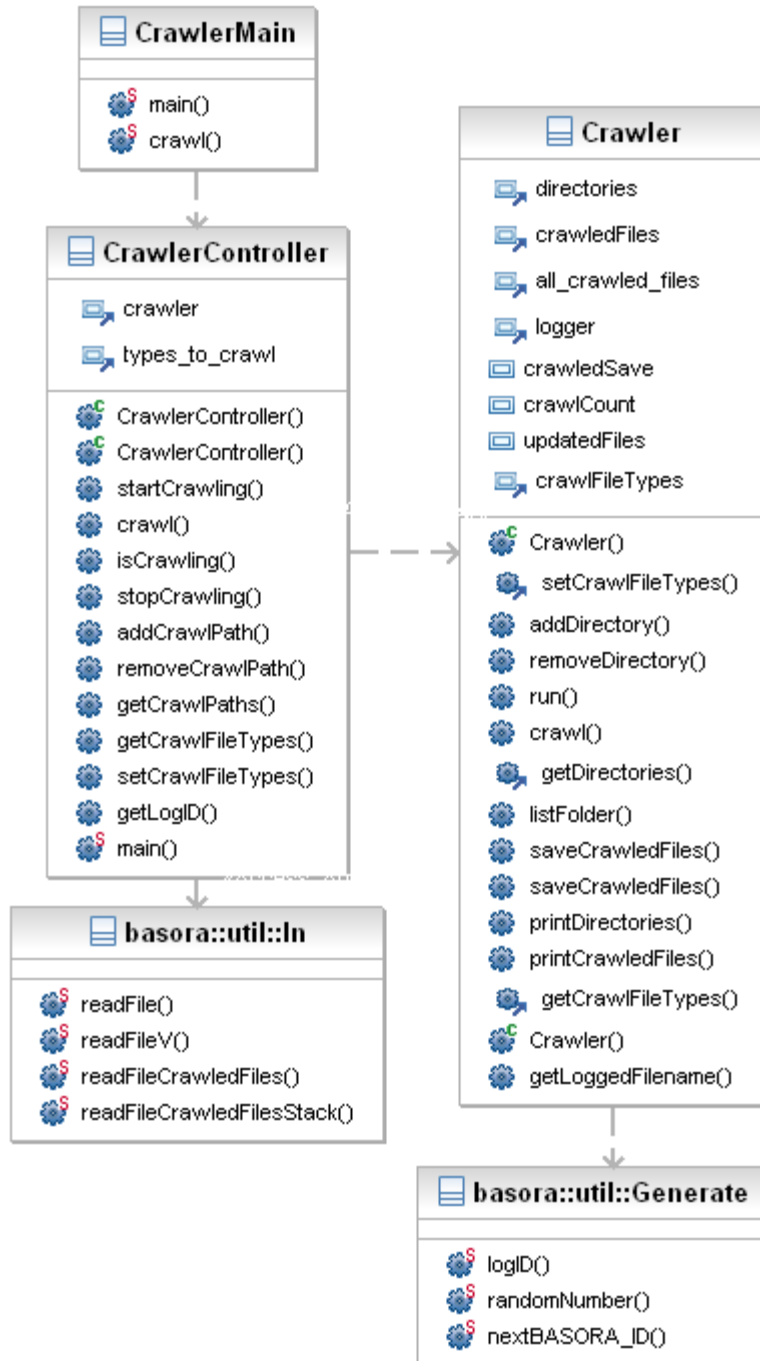 CrawlerMain
main()
crawl()
CrawlerController
crawler
types_to_crawl
CrawlerController()
CrawlerController()
startCrawling()
crawl()
isCrawling()
stopCrawling()
addCrawlPath()
removeCrawlPath()
getCrawlPaths()
getCrawlFileTypes()
setCrawlFileTypes()
getLogID()
main()
basora::util::In
readFile()
readFileV()
readFileCrawledFiles()
readFileCrawledFilesStack()
Crawler
directories
crawledFiles
all_crawled_files
logger
crawledSave
crawlCount
updatedFiles
crawlFileTypes
Crawler()
setCrawlFileTypes()
addDirectory()
removeDirectory()
run()
crawl()
getDirectories()
listFolder()
saveCrawledFiles()
saveCrawledFiles()
printDirectories()
printCrawledFiles()
getCrawlFileTypes()
Crawler()
getLoggedFilename()
basora::util::Generate
logID()
randomNumber()
nextBASORA_ID()